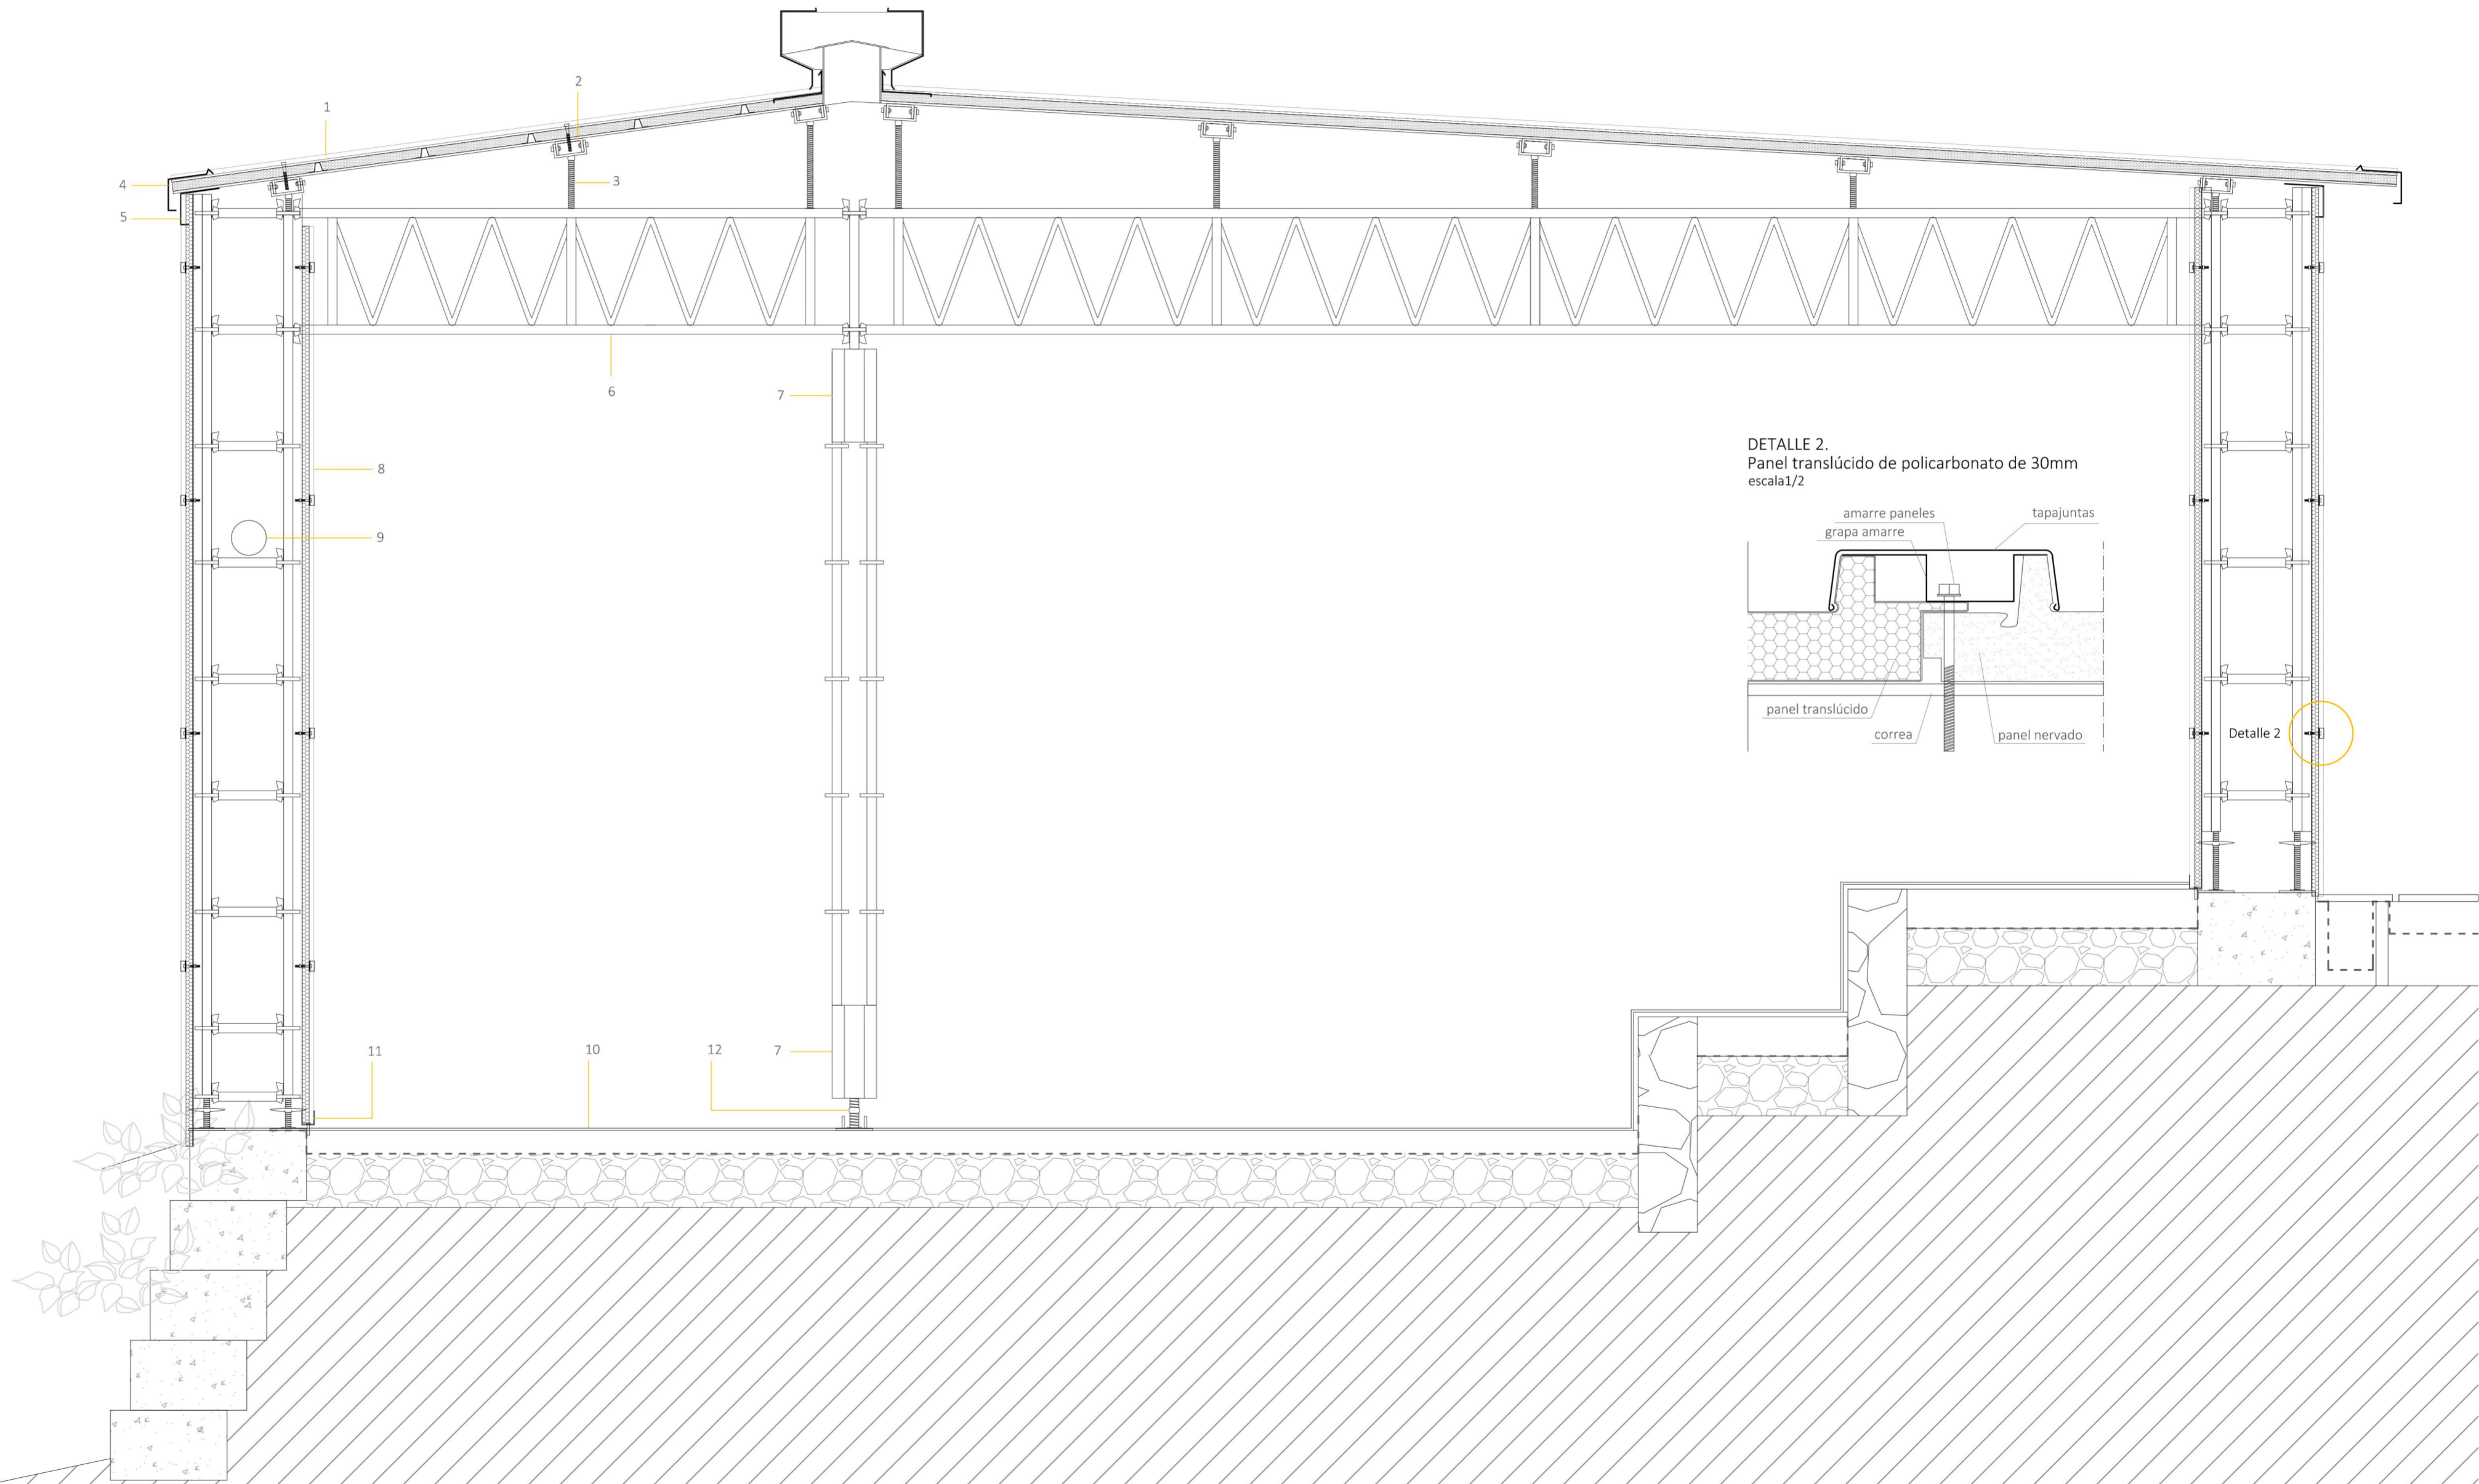 1
2
3
4
5
6
7
8
9
DETALLE 2.
Panel translúcido de policarbonato de 30mm
escala1/2
amarre paneles
tapajuntas
grapa amarre
panel translúcido
correa
panel nervado
Detalle 2
11
10
12
7